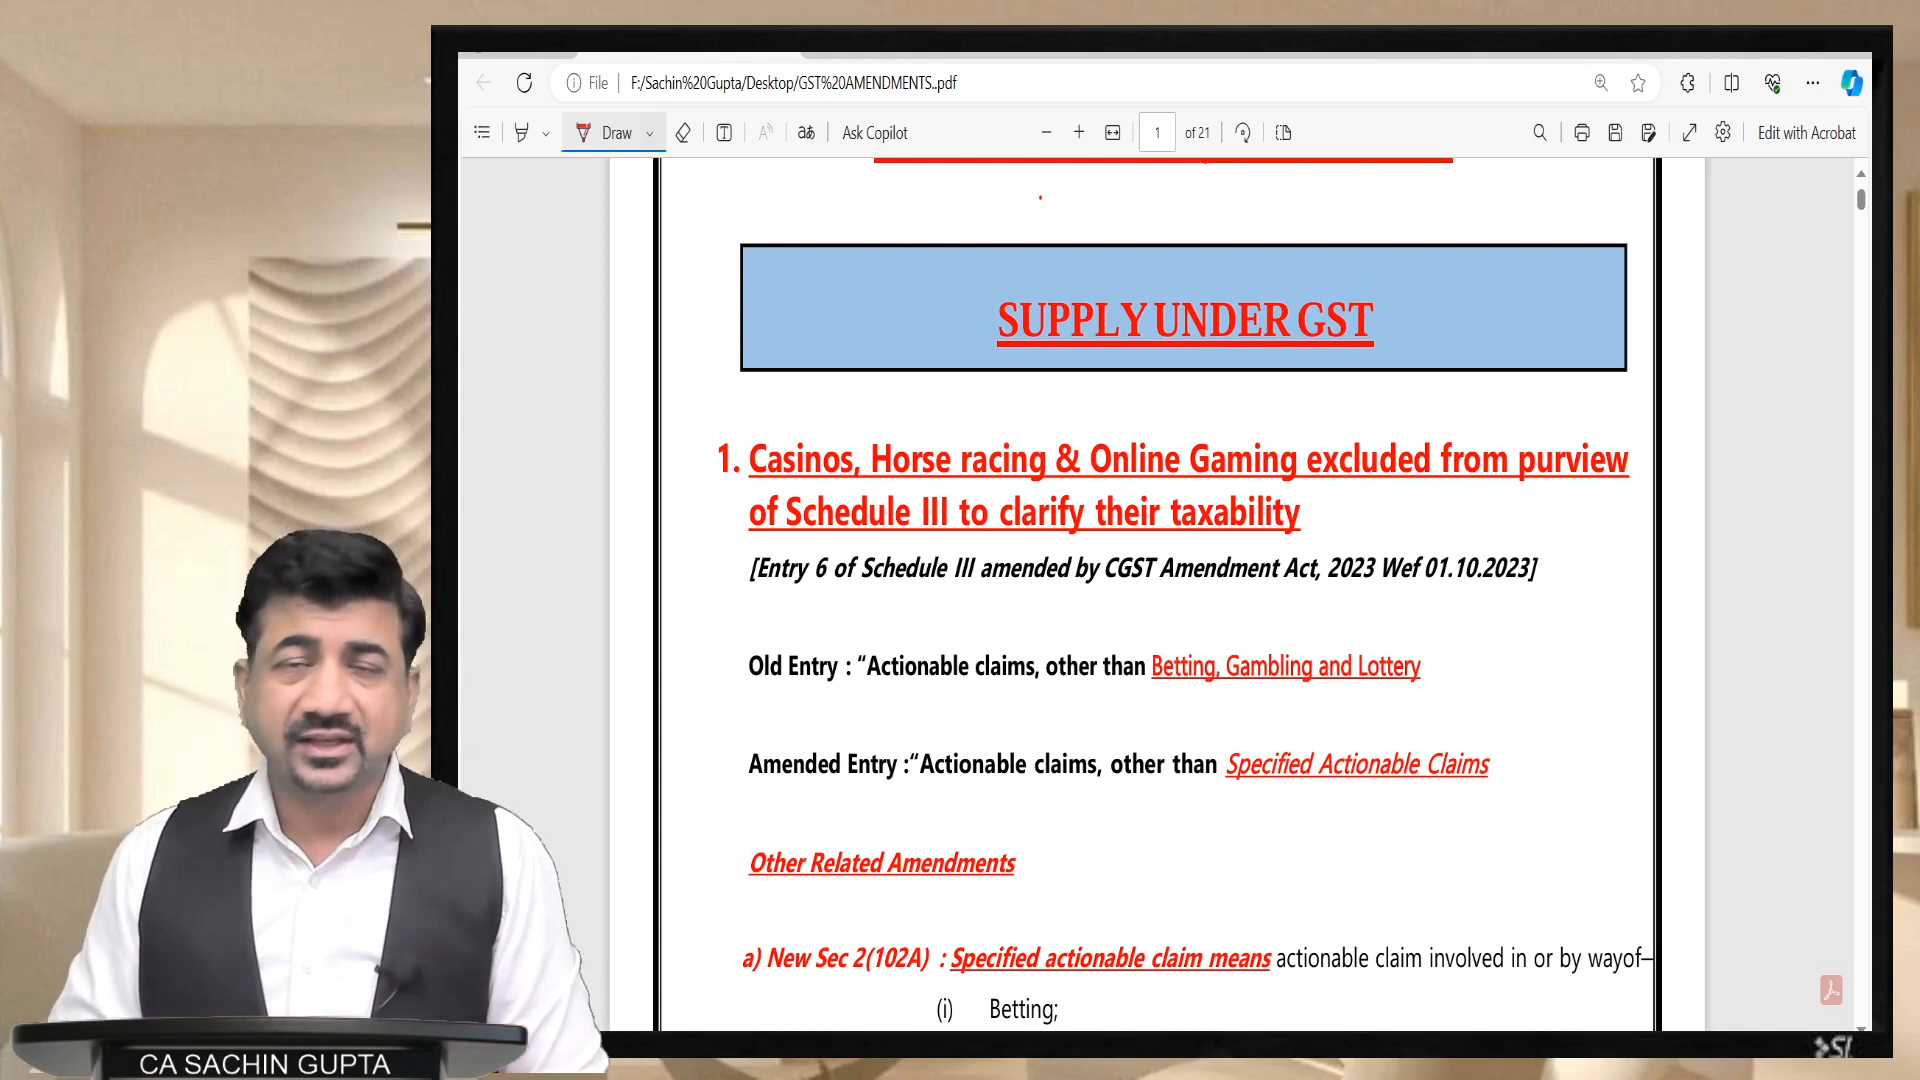 File F:/Sachin%20Gupta/Desktop/GST%20AMENDMENTS..pdf
Draw aあ Ask Copilot 1 of 21 Edit with Acrobat
SUPPLY UNDER GST
1. Casinos, Horse racing & Online Gaming excluded from purview
of Schedule III to clarify their taxability
[Entry 6 of Schedule III amended by CGST Amendment Act, 2023 Wef 01.10.2023]
Old Entry : “Actionable claims, other than Betting, Gambling and Lottery
Amended Entry :“Actionable claims, other than Specified Actionable Claims
Other Related Amendments
a) New Sec 2(102A) : Specified actionable claim means actionable claim involved in or by wayof–
(i) Betting;
CA SACHIN GUPTA